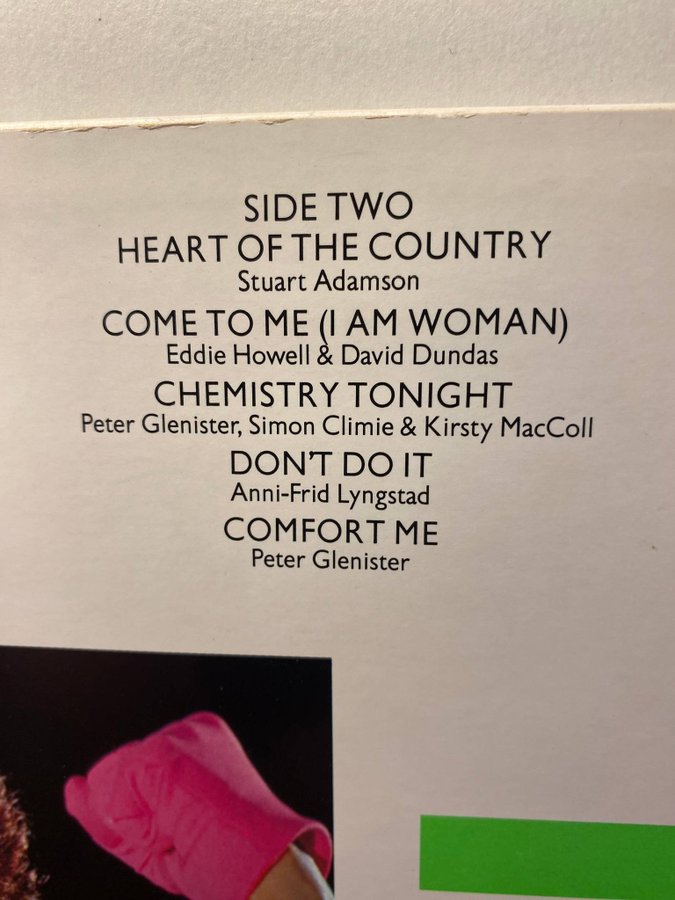 SIDE TWO
HEART OF THE COUNTRY
Stuart Adamson
COME TO ME (I AM WOMAN)
Eddie Howell & David Dundas
CHEMISTRY TONIGHT
Peter Glenister, Simon Climie & Kirsty MacColl
DON'T DO IT
Anni-Frid Lyngstad
COMFORT ME
Peter Glenister